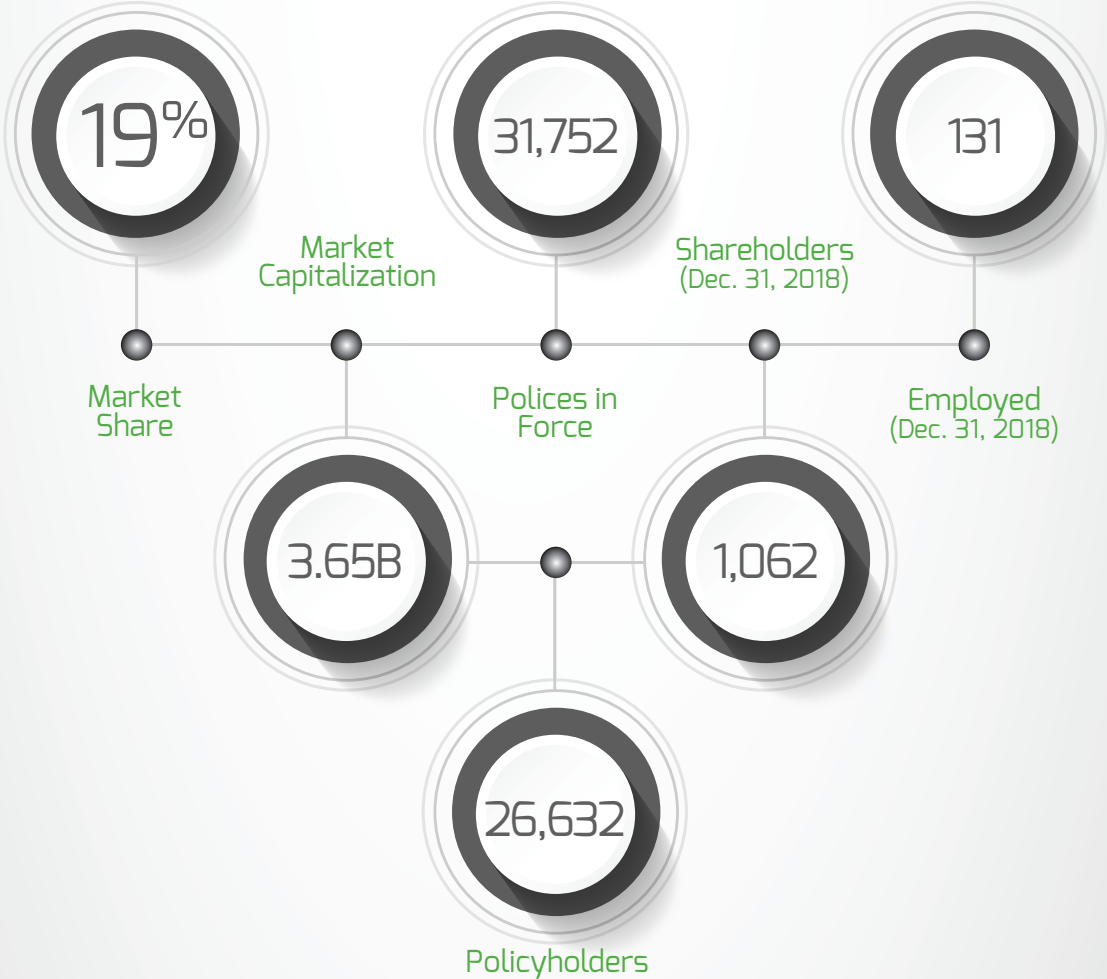 19%
31,752
131
Market
Capitalization
Shareholders
(Dec. 31, 2018)
Market
Share
Polices in
Force
Employed
(Dec. 31, 2018)
3.65B
1,062
26,632
Policyholders